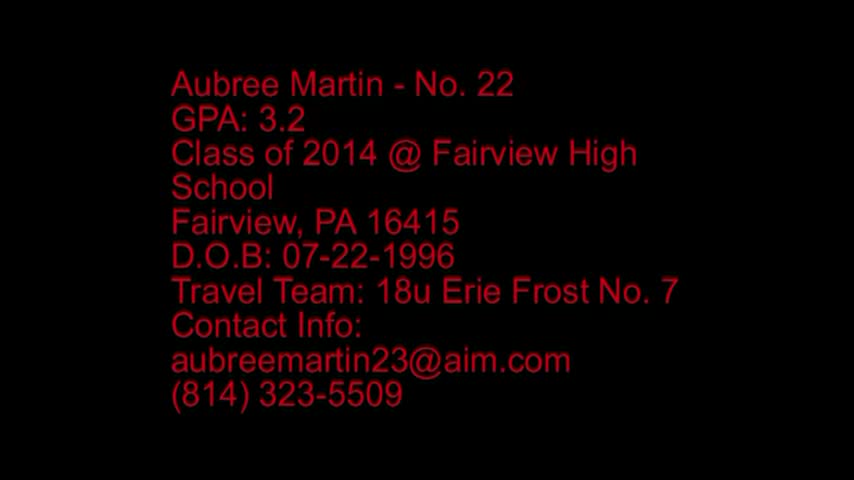 Aubree Martin - No. 22
GPA: 3.2
Class of 2014 @ Fairview High
School
Fairview, PA 16415
D.O.B: 07-22-1996
Travel Team: 18u Erie Frost No. 7
Contact Info:
aubreemartin23@aim.com
(814) 323-5509